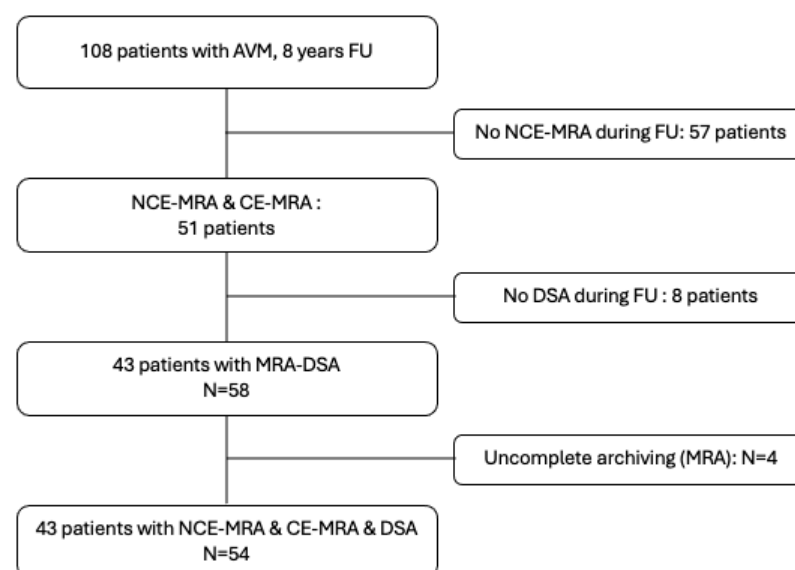 108 patients with AVM, 8 years FU
No NCE-MRA during FU: 57 patients
NCE-MRA & CE-MRA :
51 patients
No DSA during FU : 8 patients
43 patients with MRA-DSA
N=58
Uncomplete archiving (MRA): N=4
43 patients with NCE-MRA & CE-MRA & DSA
N=54